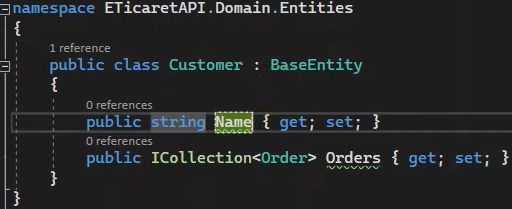 namespace ETicaretAPI.Domain.Entities
{
1 reference
public class Customer : BaseEntity
{
0 references
public string Name { get; set; }
0 references
public ICollection<Order> Orders { get; set; }
}
}